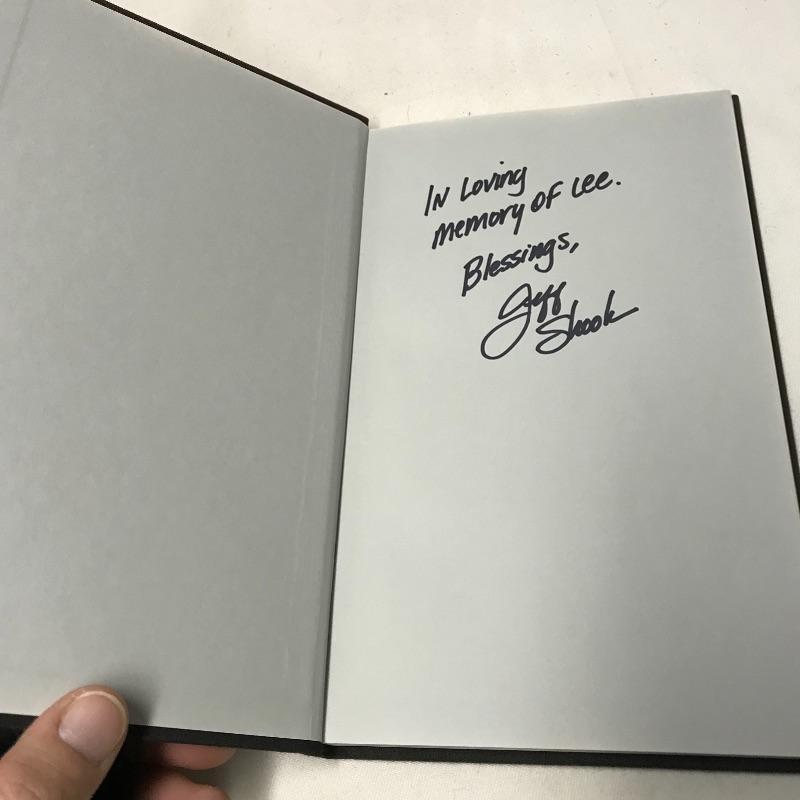 In Loving
memory of Lee.
Blessings,
Jeff
Shook